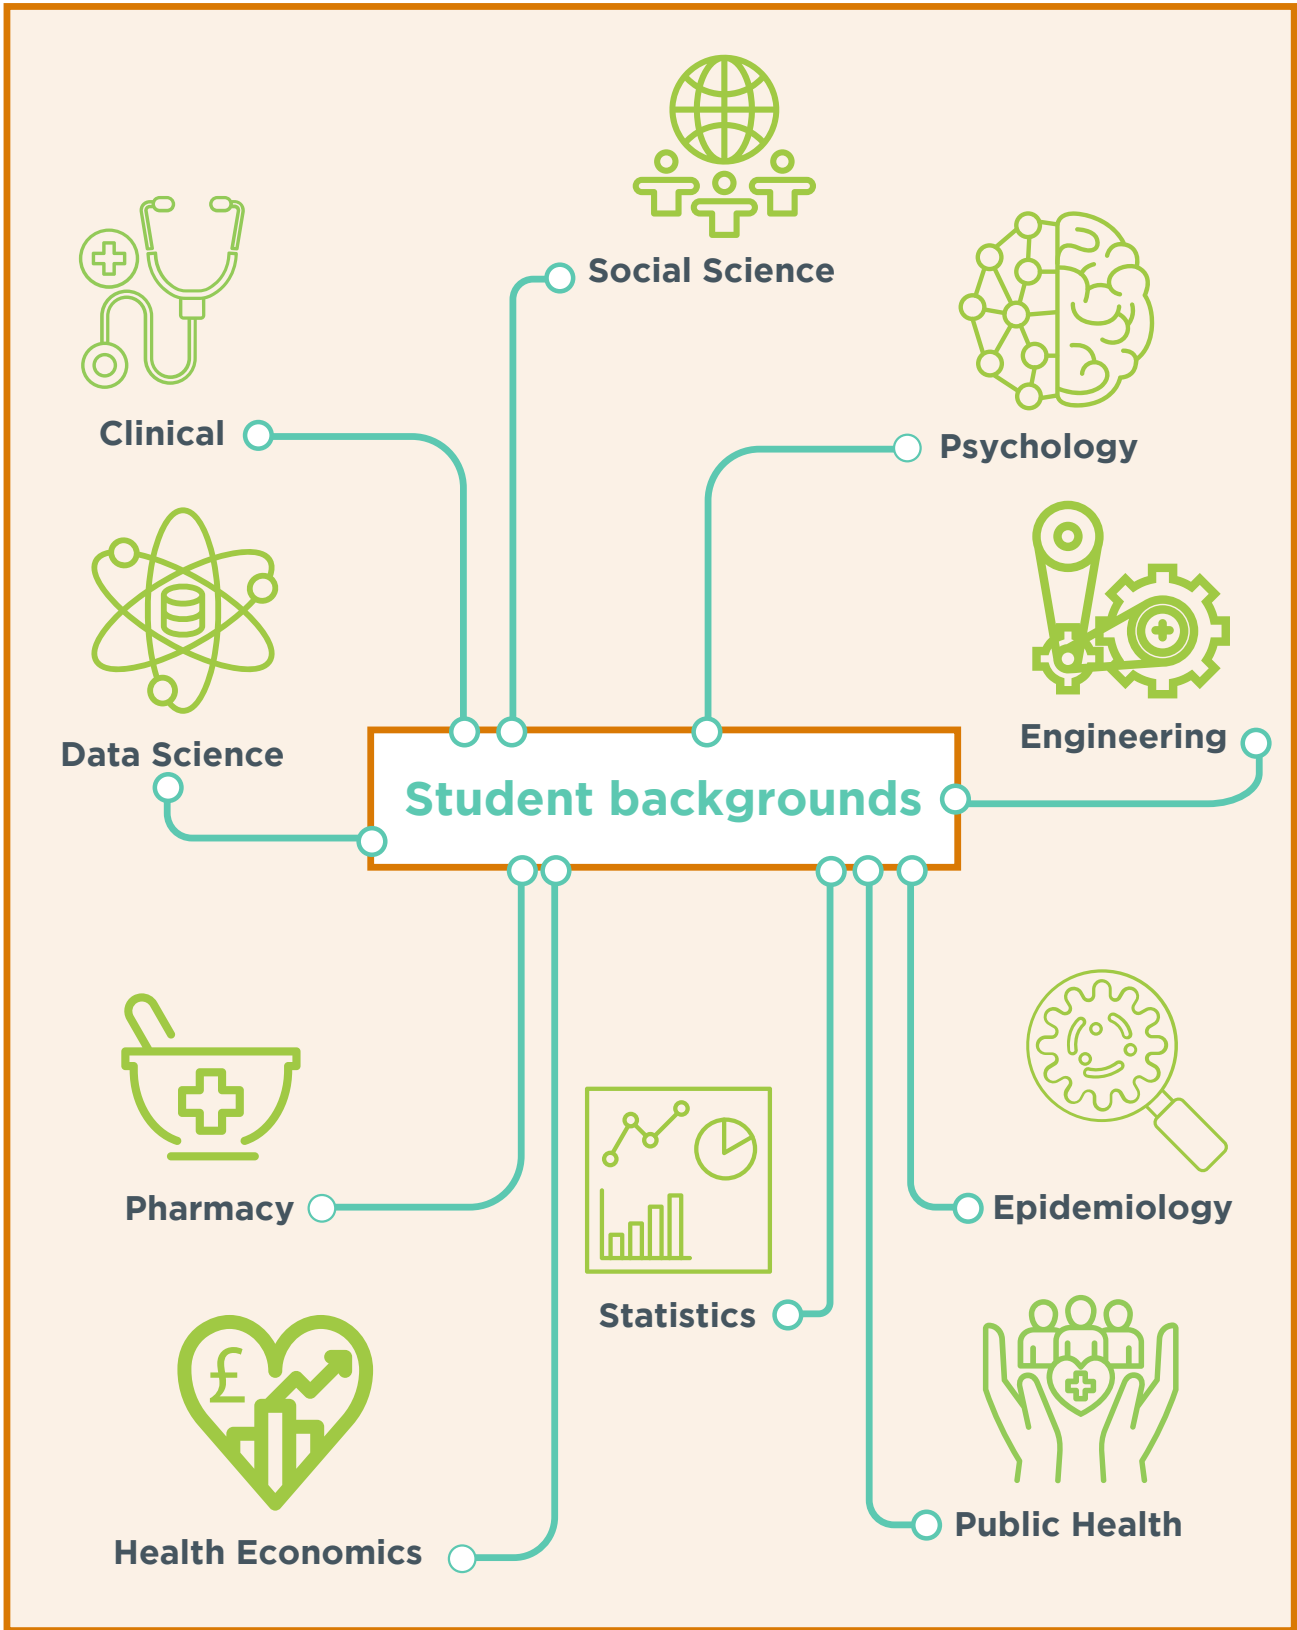 Social Science
Clinical
Psychology
Engineering
Data Science
Student backgrounds
Pharmacy
Epidemiology
Statistics
£
Public Health
Health Economics